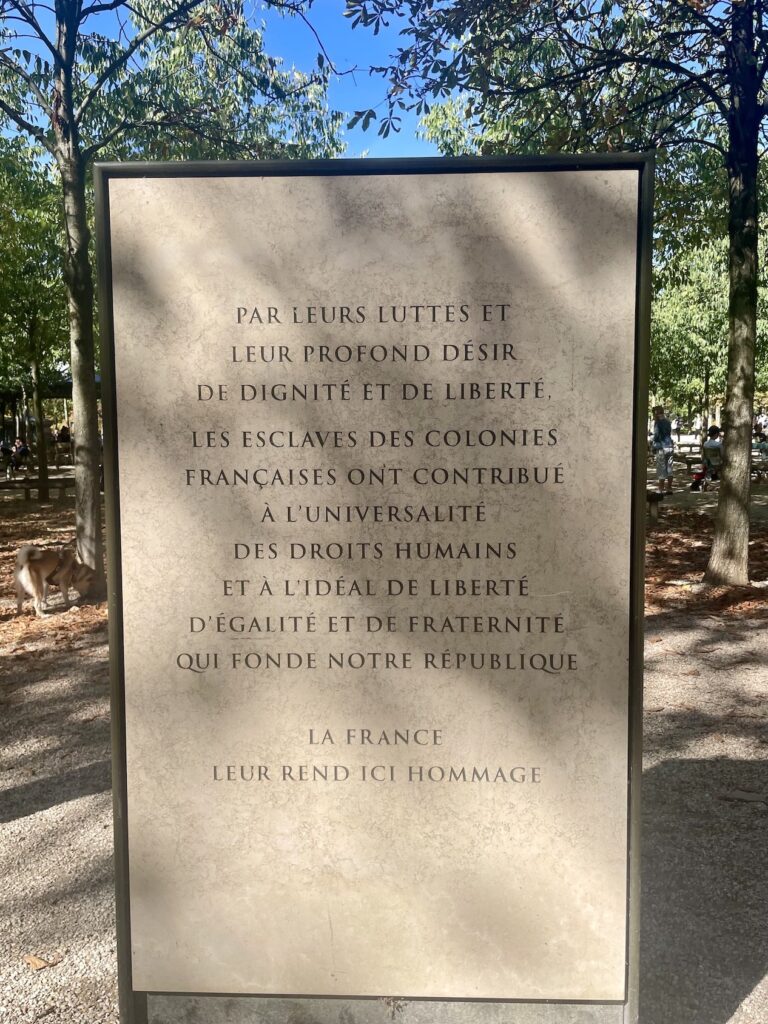 PAR LEURS LUTTES ET
LEUR PROFOND DÉSIR
DE DIGNITÉ ET DE LIBERTÉ,
LES ESCLAVES DES COLONIES
FRANÇAISES ONT CONTRIBUÉ
À L'UNIVERSALITÉ
DES DROITS HUMAINS
ET À L'IDÉAL DE LIBERTÉ
D'ÉGALITÉ ET DE FRATERNITÉ
QUI FONDE NOTRE RÉPUBLIQUE
LA FRANCE
LEUR REND ICI HOMMAGE